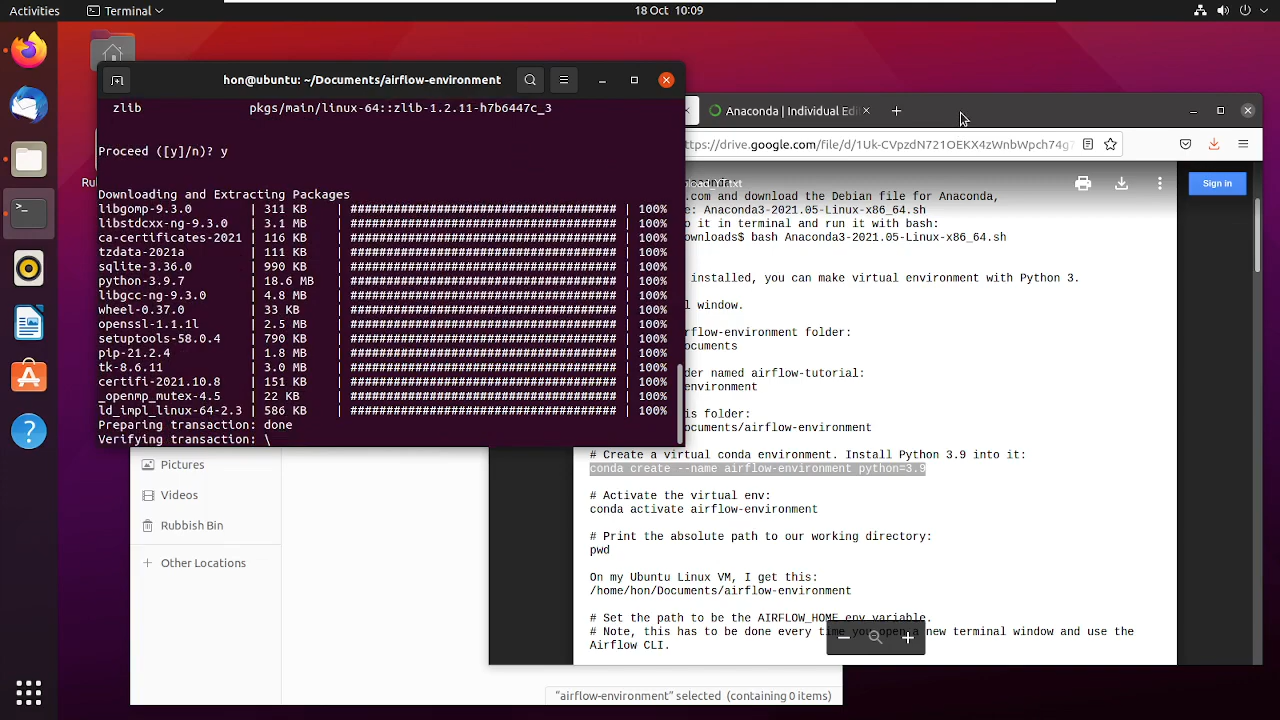 Activities
Terminal
18 Oct 10:09
hon@ubuntu: ~/Documents/airflow-environment
zlib pkgs/main/linux-64::zlib-1.2.11-h7b6447c_3
Proceed ([y]/n)? y
Downloading and Extracting Packages
libgomp-9.3.0 | 311 KB | ##################################### | 100%
libstdcxx-ng-9.3.0 | 3.1 MB | ##################################### | 100%
ca-certificates-2021 | 116 KB | ##################################### | 100%
tzdata-2021a | 111 KB | ##################################### | 100%
sqlite-3.36.0 | 990 KB | ##################################### | 100%
python-3.9.7 | 18.6 MB | ##################################### | 100%
libgcc-ng-9.3.0 | 4.8 MB | ##################################### | 100%
wheel-0.37.0 | 33 KB | ##################################### | 100%
openssl-1.1.1l | 2.5 MB | ##################################### | 100%
setuptools-58.0.4 | 790 KB | ##################################### | 100%
pip-21.2.4 | 1.8 MB | ##################################### | 100%
tk-8.6.11 | 3.0 MB | ##################################### | 100%
certifi-2021.10.8 | 151 KB | ##################################### | 100%
_openmp_mutex-4.5 | 22 KB | ##################################### | 100%
ld_impl_linux-64-2.3 | 586 KB | ##################################### | 100%
Preparing transaction: done
Verifying transaction: \
Ru
Pictures
Videos
Rubbish Bin
+ Other Locations
"airflow-environment" selected (containing 0 items)
Anaconda | Individual Edi
ttps://drive.google.com/file/d/1Uk-CVpzdN721OEKX4zWnbWpch74g7
Sign in
.com and download the Debian file for Anaconda,
e: Anaconda3-2021.05-Linux-x86_64.sh
o it in terminal and run it with bash:
ownloads$ bash Anaconda3-2021.05-Linux-x86_64.sh
installed, you can make virtual environment with Python 3.
l window.
rflow-environment folder:
ocuments
der named airflow-tutorial:
environment
is folder:
ocuments/airflow-environment
# Create a virtual conda environment. Install Python 3.9 into it:
conda create --name airflow-environment python=3.9
# Activate the virtual env:
conda activate airflow-environment
# Print the absolute path to our working directory:
pwd
On my Ubuntu Linux VM, I get this:
/home/hon/Documents/airflow-environment
# Set the path to be the AIRFLOW_HOME env variable.
# Note, this has to be done every time you open a new terminal window and use the
Airflow CLI.